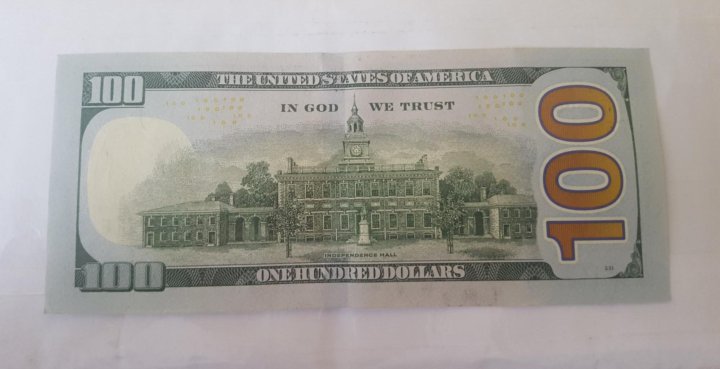 100
THE UNITED STATES OF AMERICA
IN GOD WE TRUST
100
INDEPENDENCE HALL
100
ONE HUNDRED DOLLARS